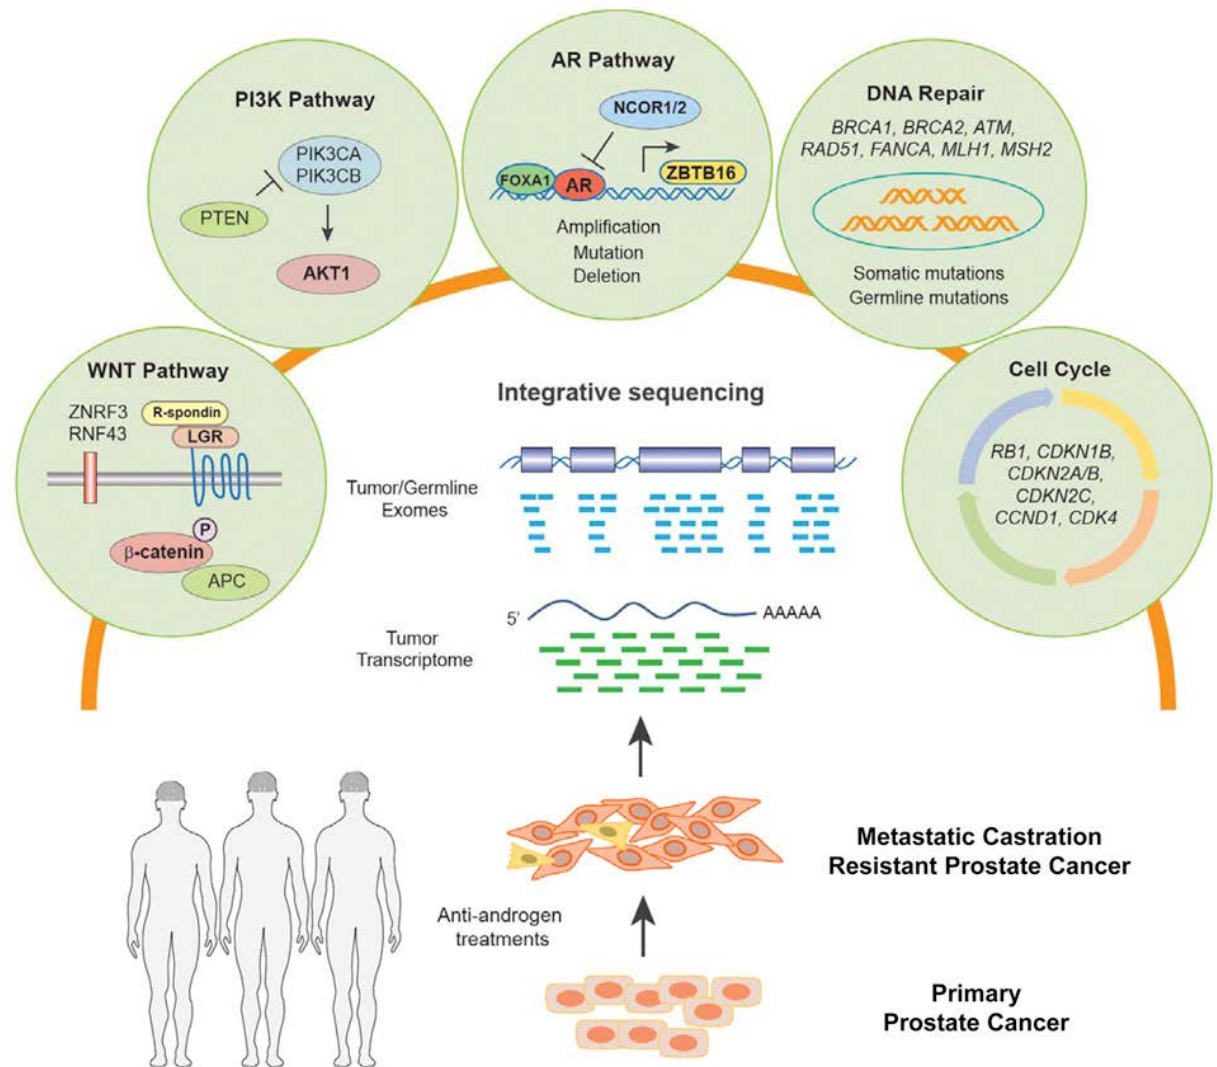 AR Pathway
NCOR1/2
FOXA1
AR
ZBTB16
Amplification
Mutation
Deletion
PI3K Pathway
PIK3CA
PIK3CB
PTEN
AKT1
DNA Repair
BRCA1, BRCA2, ATM,
RAD51, FANCA, MLH1, MSH2
Somatic mutations
Germline mutations
WNT Pathway
ZNRF3
RNF43
R-spondin
LGR
P
β-catenin
APC
Cell Cycle
RB1, CDKN1B,
CDKN2A/B,
CDKN2C,
CCND1, CDK4
Integrative sequencing
Tumor/Germline
Exomes
5'
AAAAA
Tumor
Transcriptome
Metastatic Castration
Resistant Prostate Cancer
Anti-androgen
treatments
Primary
Prostate Cancer